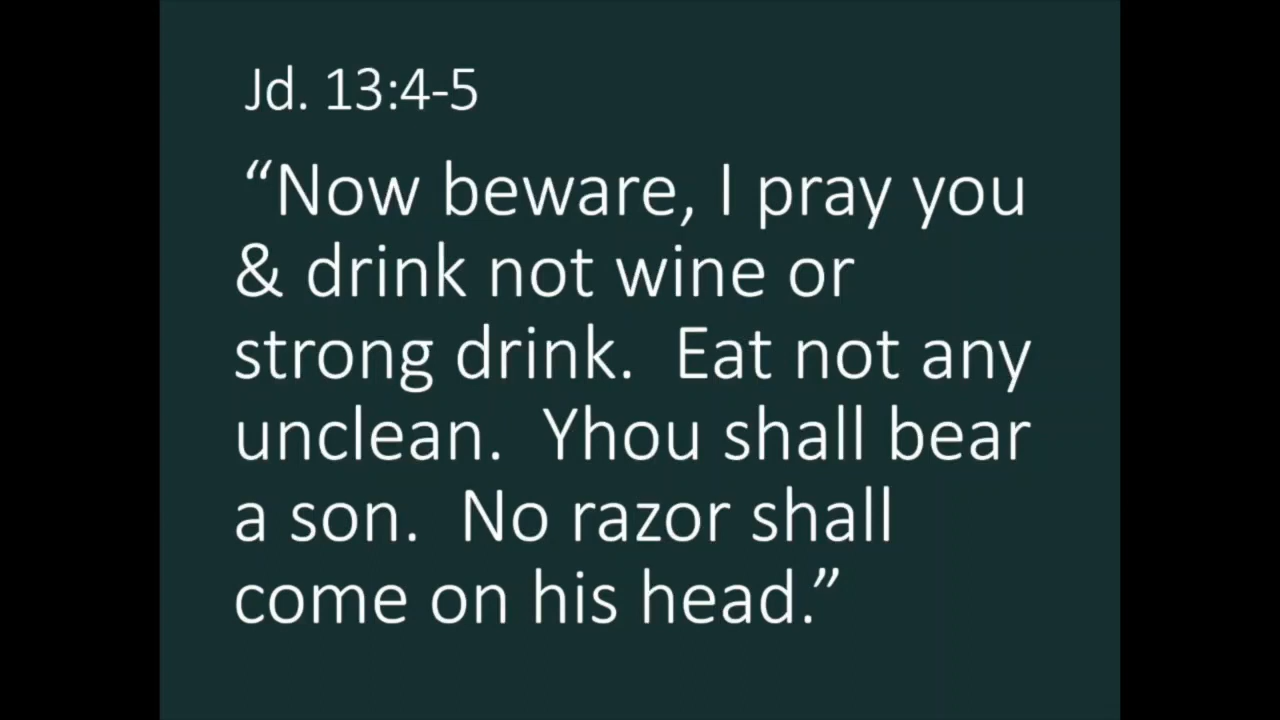 Jd. 13:4-5
“Now beware, I pray you
& drink not wine or
strong drink.  Eat not any
unclean.  Yhou shall bear
a son.  No razor shall
come on his head.”